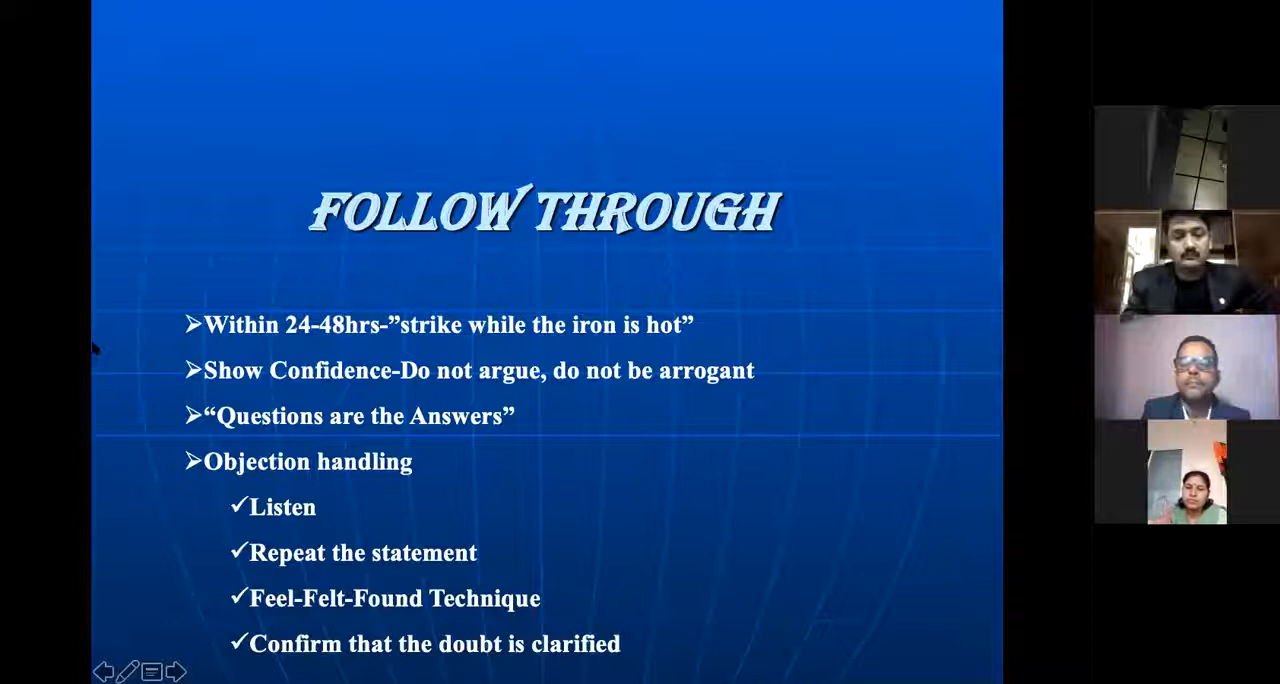 FOLLOW THROUGH
➢Within 24-48hrs-”strike while the iron is hot”
➢Show Confidence-Do not argue, do not be arrogant
➢“Questions are the Answers”
➢Objection handling
✓Listen
✓Repeat the statement
✓Feel-Felt-Found Technique
✓Confirm that the doubt is clarified